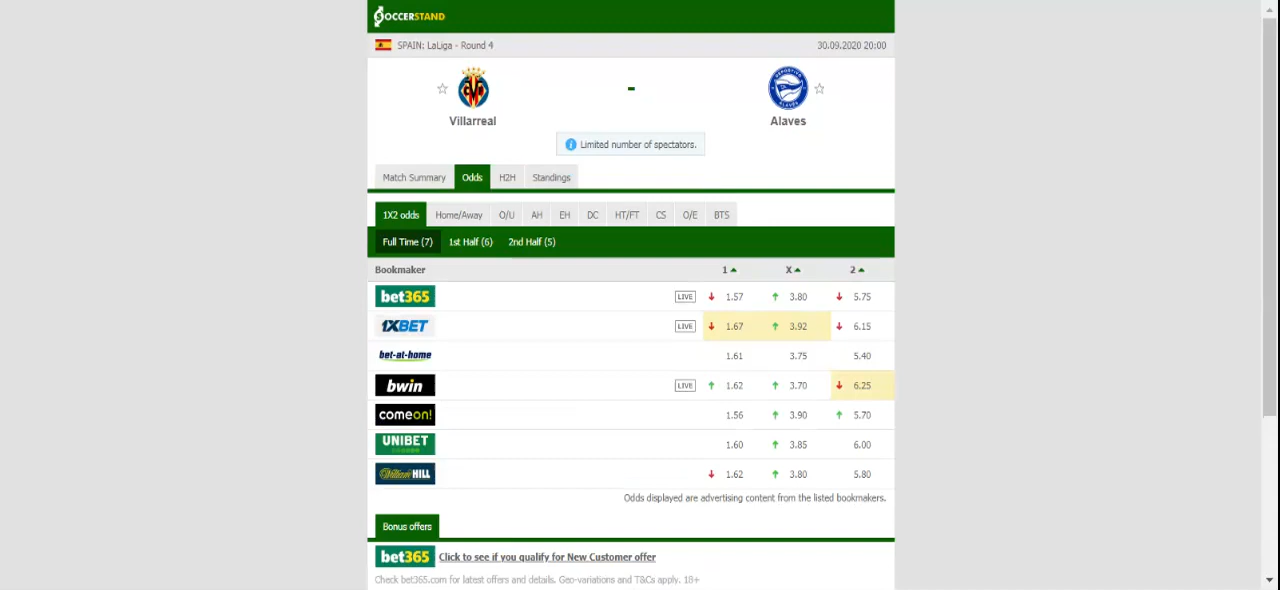 SOCCERSTAND
SPAIN: LaLiga - Round 4 30.09.2020 20:00
-
Villarreal Alaves
Limited number of spectators.
Match Summary Odds H2H Standings
1X2 odds Home/Away O/U AH EH DC HT/FT CS O/E BTS
Full Time (7) 1st Half (6) 2nd Half (5)
Bookmaker 1 X 2
bet365 LIVE 1.57 3.80 5.75
1XBET LIVE 1.67 3.92 6.15
bet-at-home 1.61 3.75 5.40
bwin LIVE 1.62 3.70 6.25
comeon! 1.56 3.90 5.70
UNIBET 1.60 3.85 6.00
William HILL 1.62 3.80 5.80
Odds displayed are advertising content from the listed bookmakers.
Bonus offers
bet365 Click to see if you qualify for New Customer offer
Check bet365.com for latest offers and details. Geo-variations and T&Cs apply. 18+